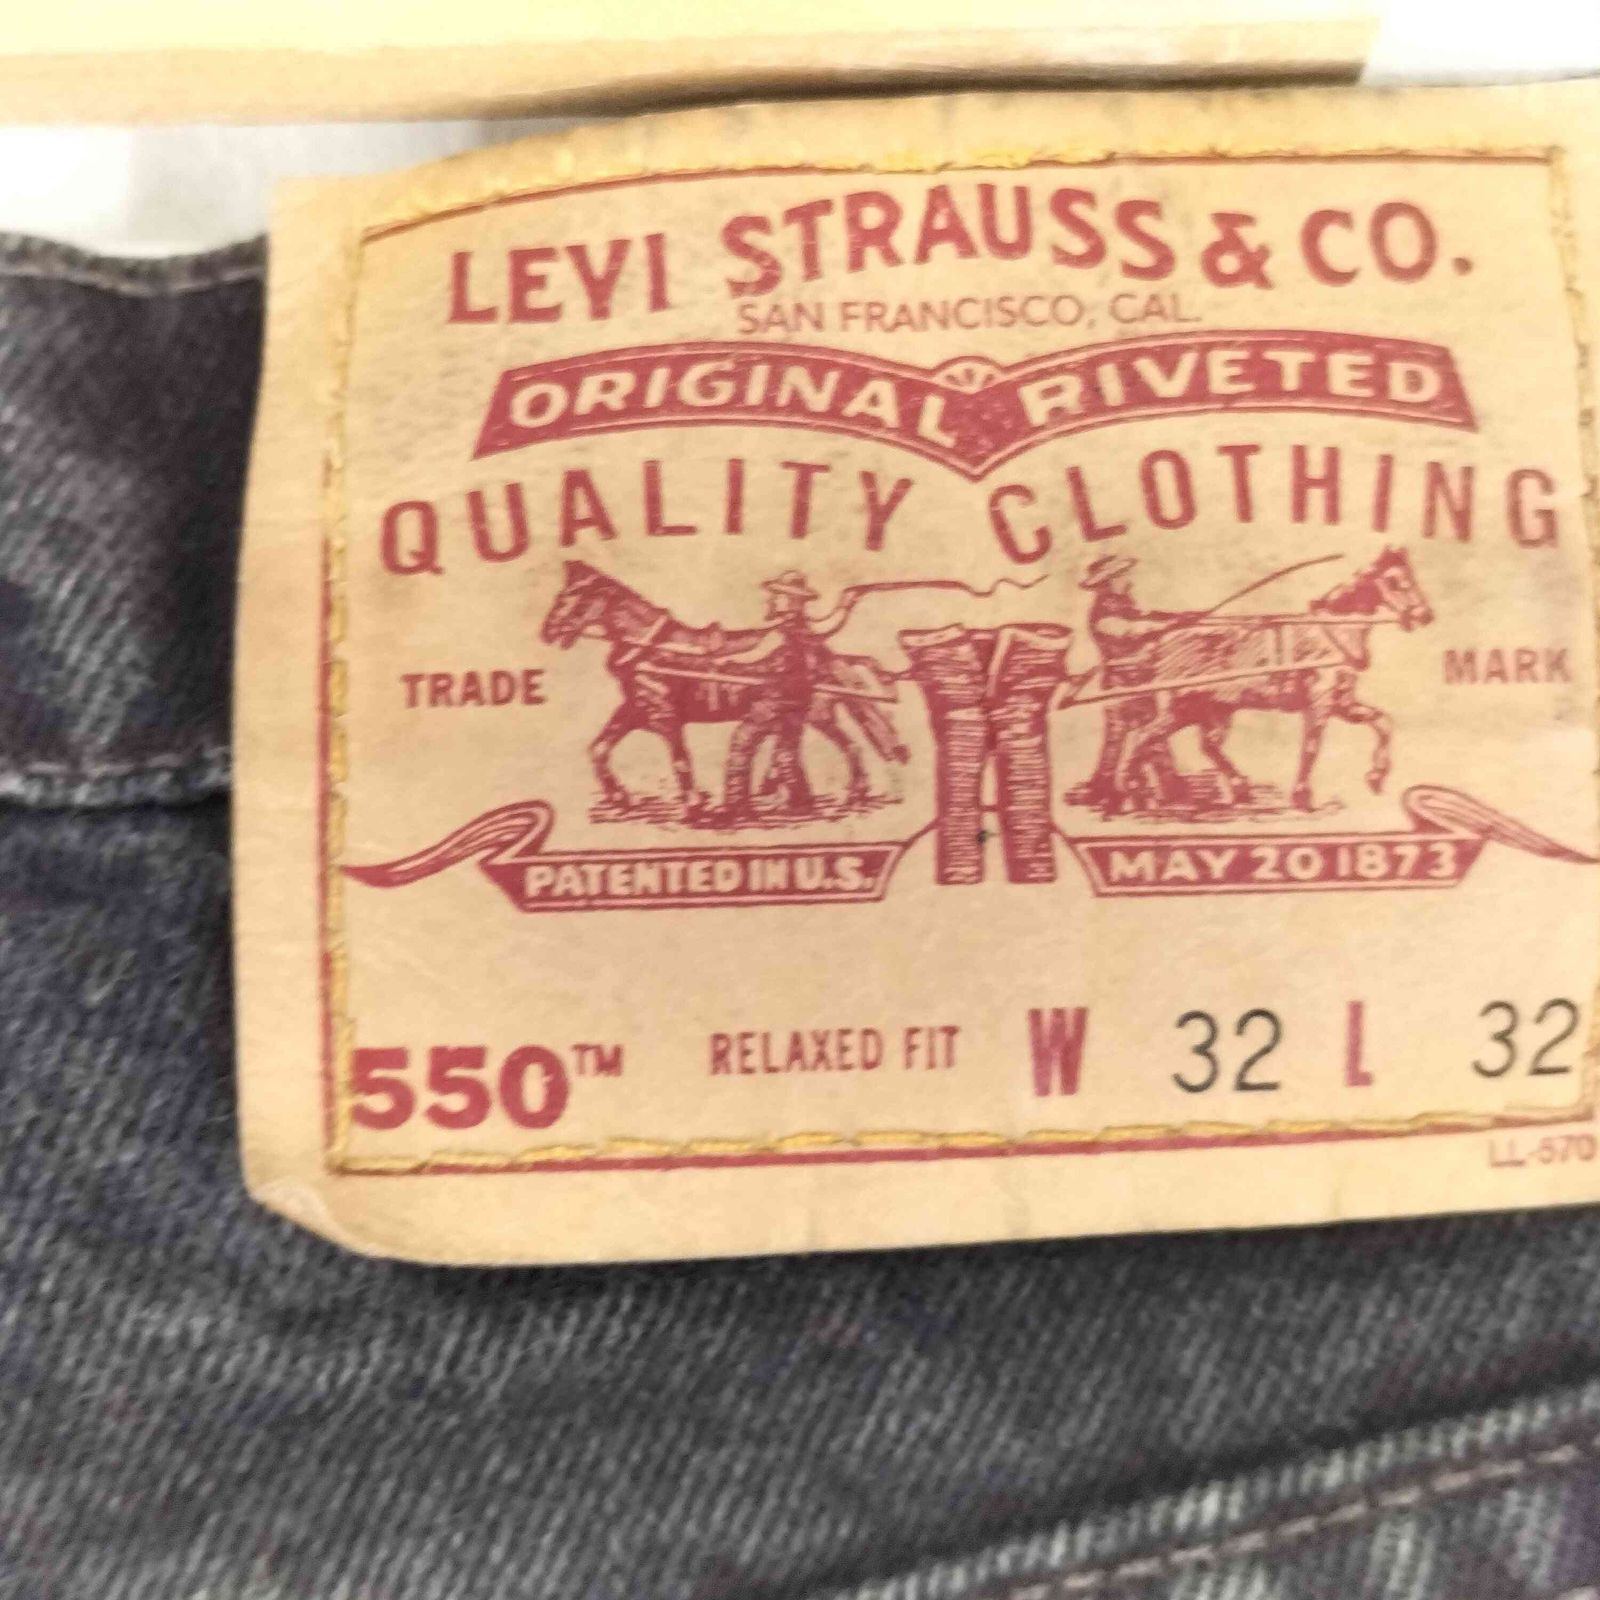 LEVI STRAUSS & CO.
SAN FRANCISCO, CAL.
ORIGINAL RIVETED
QUALITY CLOTHING
TRADE MARK
PATENTED IN U.S. MAY 20 1873
550™ RELAXED FIT W 32 L 32
LL-570